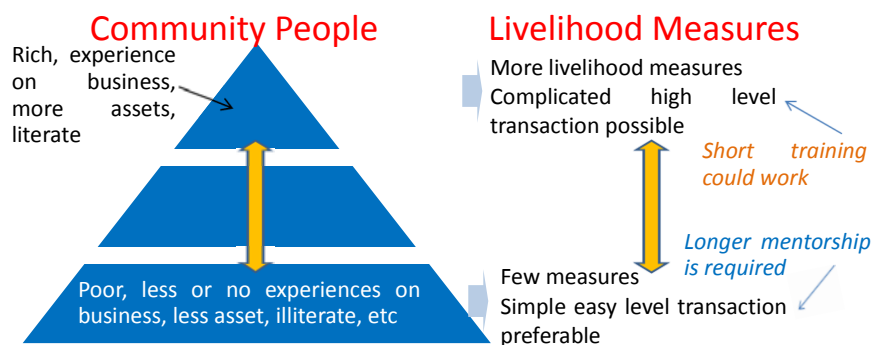 Community People
Livelihood Measures
Rich, experience
on business,
more assets,
literate
More livelihood measures
Complicated high level
transaction possible
Short training
could work
Longer mentorship
is required
Poor, less or no experiences on
business, less asset, illiterate, etc
Few measures
Simple easy level transaction
preferable